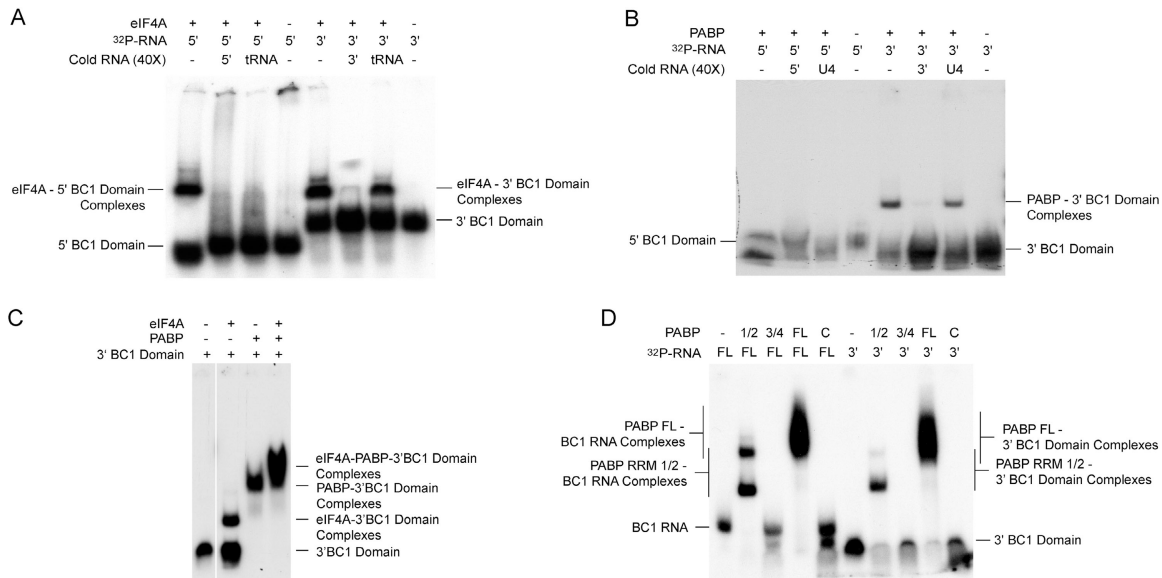 A
eIF4A + + + - + + + -
³²P-RNA 5' 5' 5' 5' 3' 3' 3' 3'
Cold RNA (40X) - 5' tRNA - - 3' tRNA -
eIF4A - 5' BC1 Domain
Complexes
5' BC1 Domain
eIF4A - 3' BC1 Domain
Complexes
3' BC1 Domain
B
PABP + + + - + + + -
³²P-RNA 5' 5' 5' 5' 3' 3' 3' 3'
Cold RNA (40X) - 5' U4 - - 3' U4 -
5' BC1 Domain
PABP - 3' BC1 Domain
Complexes
3' BC1 Domain
C
eIF4A - + - +
PABP - - + +
3' BC1 Domain + + + +
eIF4A-PABP-3'BC1 Domain
Complexes
PABP-3'BC1 Domain
Complexes
eIF4A-3'BC1 Domain
Complexes
3'BC1 Domain
D
PABP - 1/2 3/4 FL C - 1/2 3/4 FL C
³²P-RNA FL FL FL FL FL 3' 3' 3' 3' 3'
PABP FL -
BC1 RNA Complexes
PABP RRM 1/2 -
BC1 RNA Complexes
BC1 RNA
PABP FL -
3' BC1 Domain Complexes
PABP RRM 1/2 -
3' BC1 Domain Complexes
3' BC1 Domain